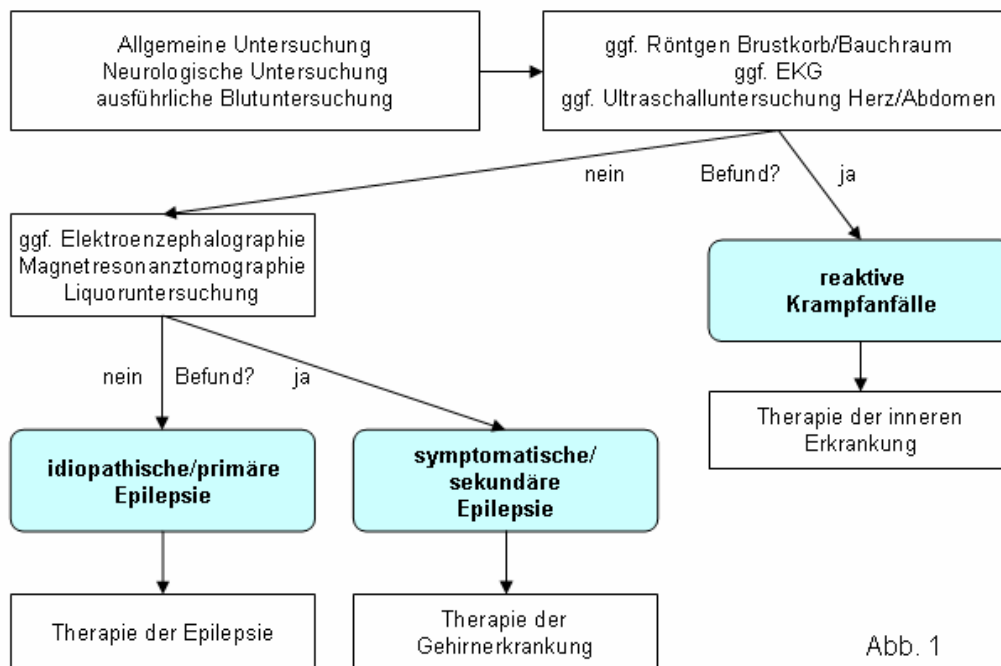 Allgemeine Untersuchung
Neurologische Untersuchung
ausführliche Blutuntersuchung
ggf. Röntgen Brustkorb/Bauchraum
ggf. EKG
ggf. Ultraschalluntersuchung Herz/Abdomen
nein Befund? ja
ggf. Elektroenzephalographie
Magnetresonanztomographie
Liquoruntersuchung
reaktive
Krampfanfälle
nein Befund? ja
Therapie der inneren
Erkrankung
idiopathische/primäre
Epilepsie
symptomatische/
sekundäre
Epilepsie
Therapie der Epilepsie
Therapie der
Gehirnerkrankung
Abb. 1